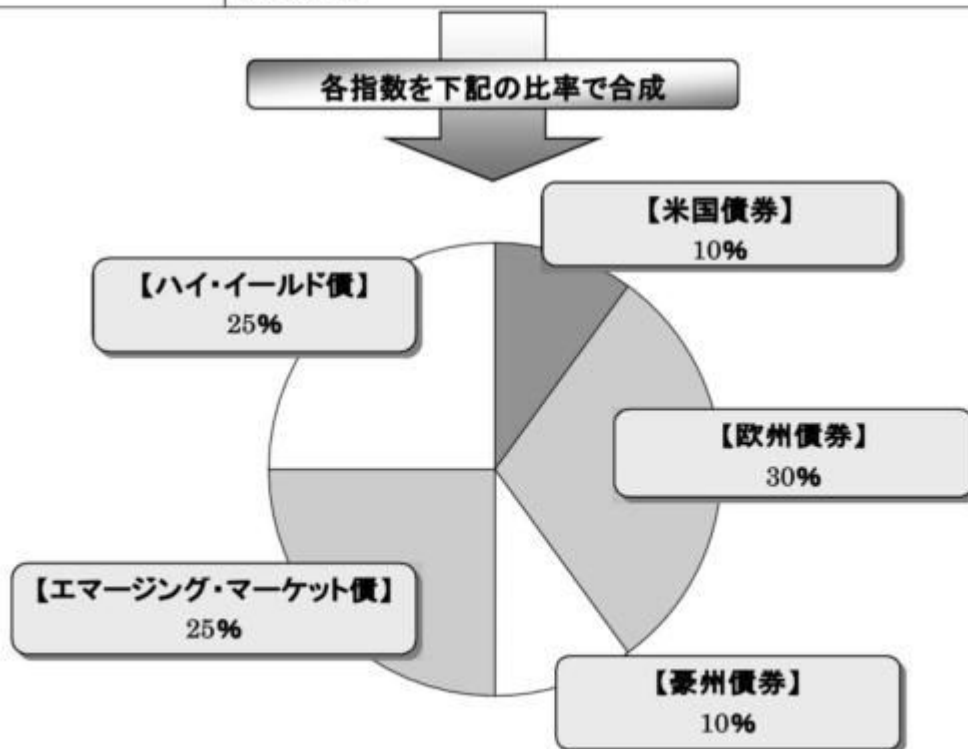 各指数を下記の比率で合成
【米国債券】
10%
【ハイ・イールド債】
25%
【欧州債券】
30%
【エマージング・マーケット債】
25%
【豪州債券】
10%